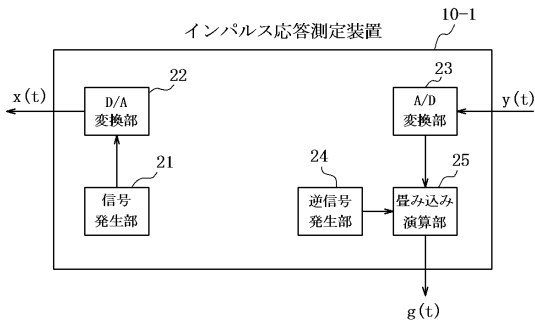 インパルス応答測定装置
10-1
22
23
x(t)
D/A
変換部
A/D
変換部
y(t)
21
24
25
信号
発生部
逆信号
発生部
畳み込み
演算部
g(t)